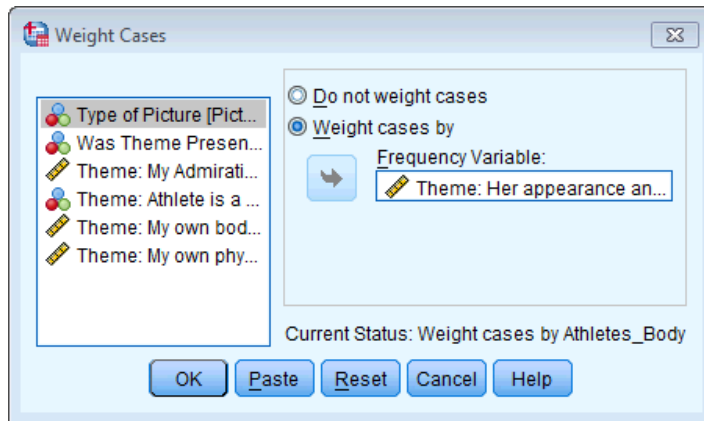 Weight Cases
Type of Picture [Pict...
Was Theme Presen...
Theme: My Admirati...
Theme: Athlete is a ...
Theme: My own bod...
Theme: My own phy...
Do not weight cases
Weight cases by
Frequency Variable:
Theme: Her appearance an...
Current Status: Weight cases by Athletes_Body
OK Paste Reset Cancel Help